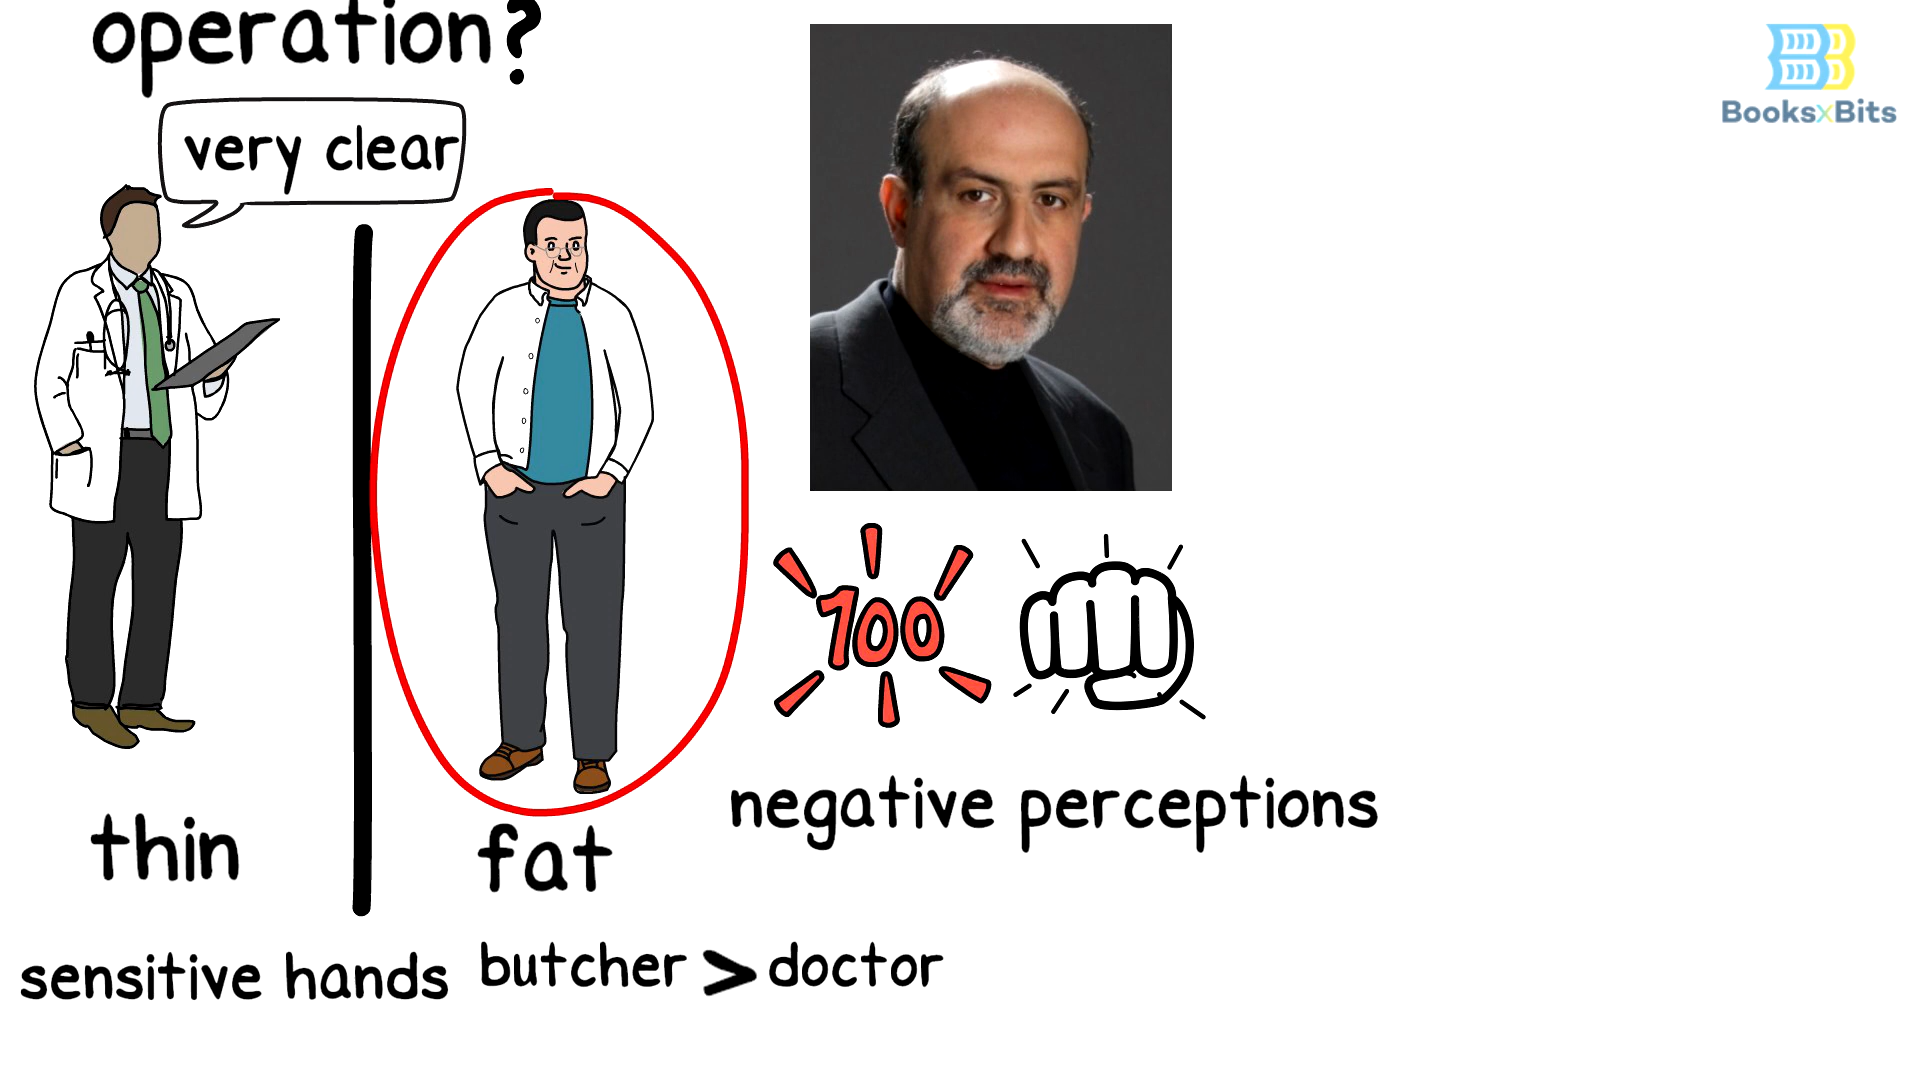 operation?
very clear
BooksxBits
100
negative perceptions
thin
fat
sensitive hands
butcher > doctor